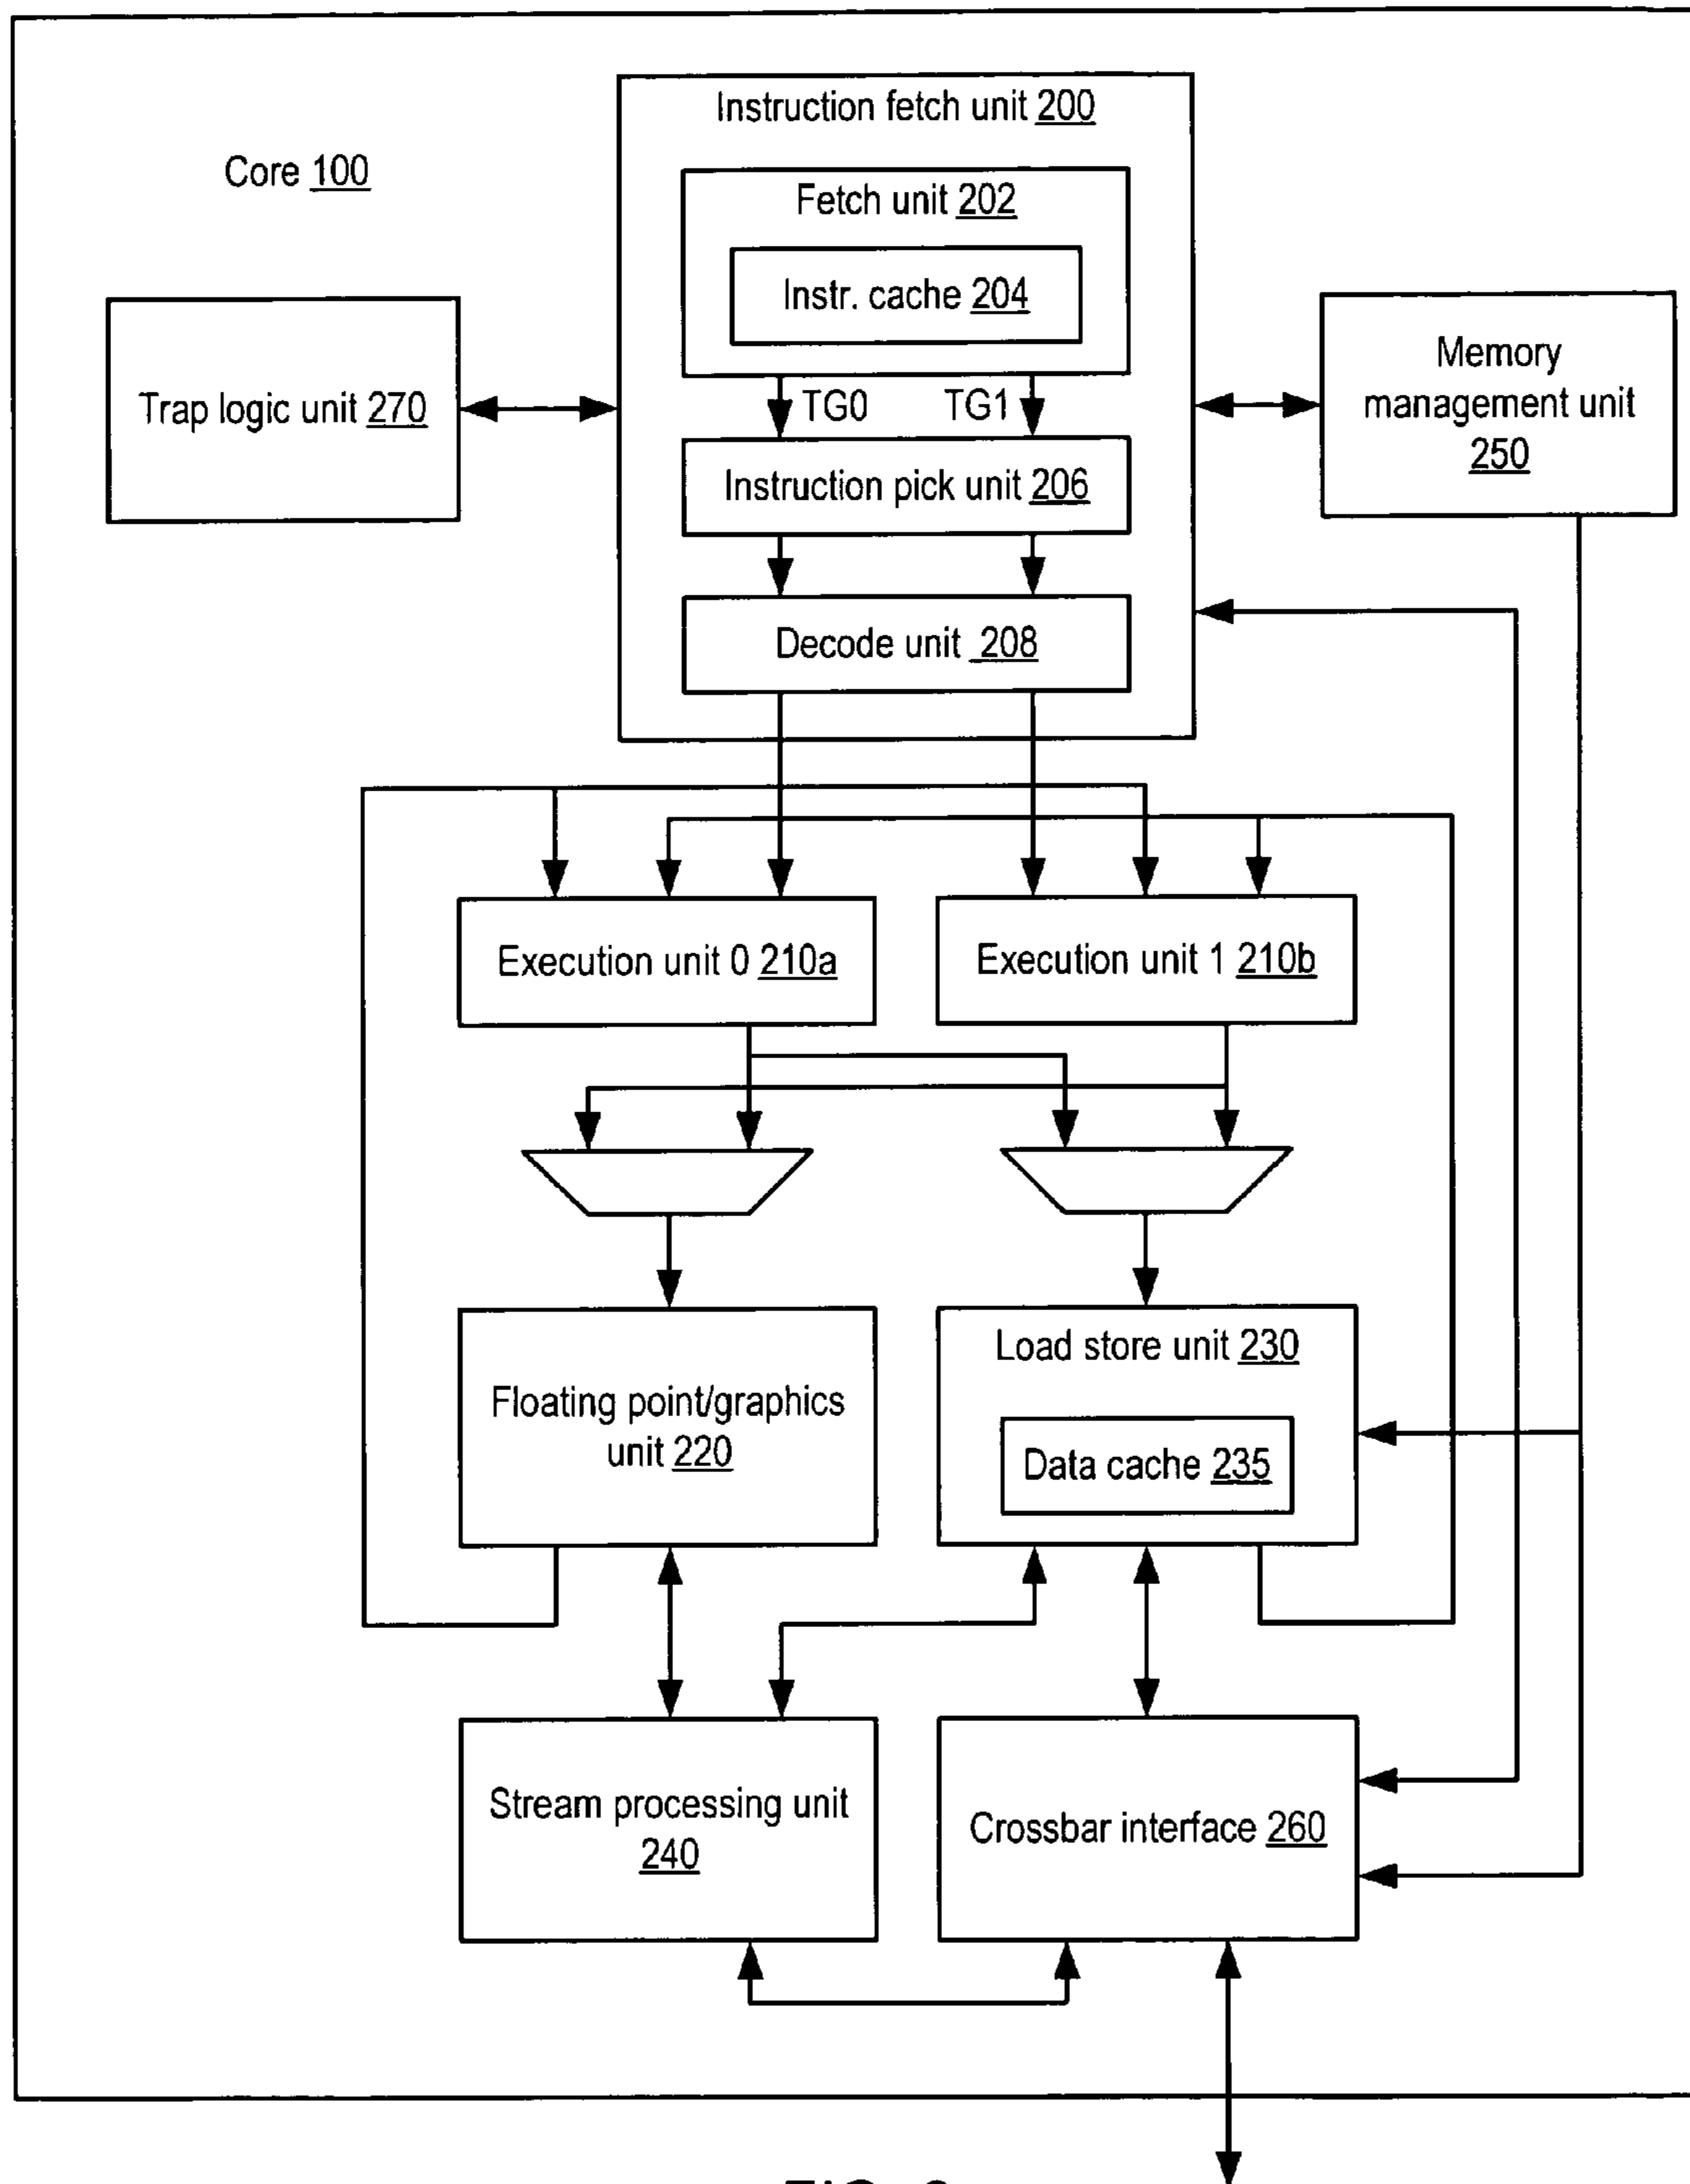 Instruction fetch unit 200
Core 100
Fetch unit 202
Instr. cache 204
Trap logic unit 270
Memory
management unit
250
TG0
TG1
Instruction pick unit 206
Decode unit 208
Execution unit 0 210a
Execution unit 1 210b
Load store unit 230
Floating point/graphics
unit 220
Data cache 235
Stream processing unit
240
Crossbar interface 260